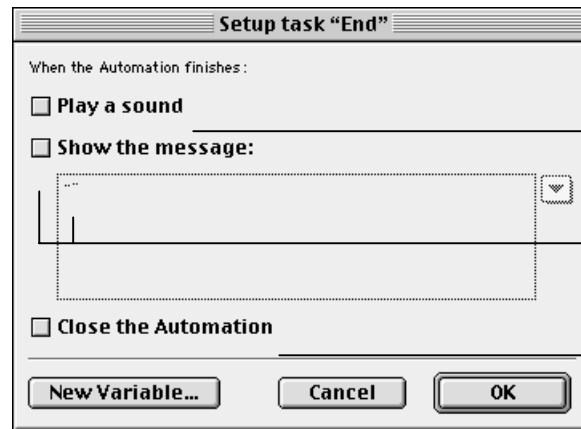 Setup task “End”
When the Automation finishes:
Play a sound
Show the message:
“”
Close the Automation
New Variable... Cancel OK